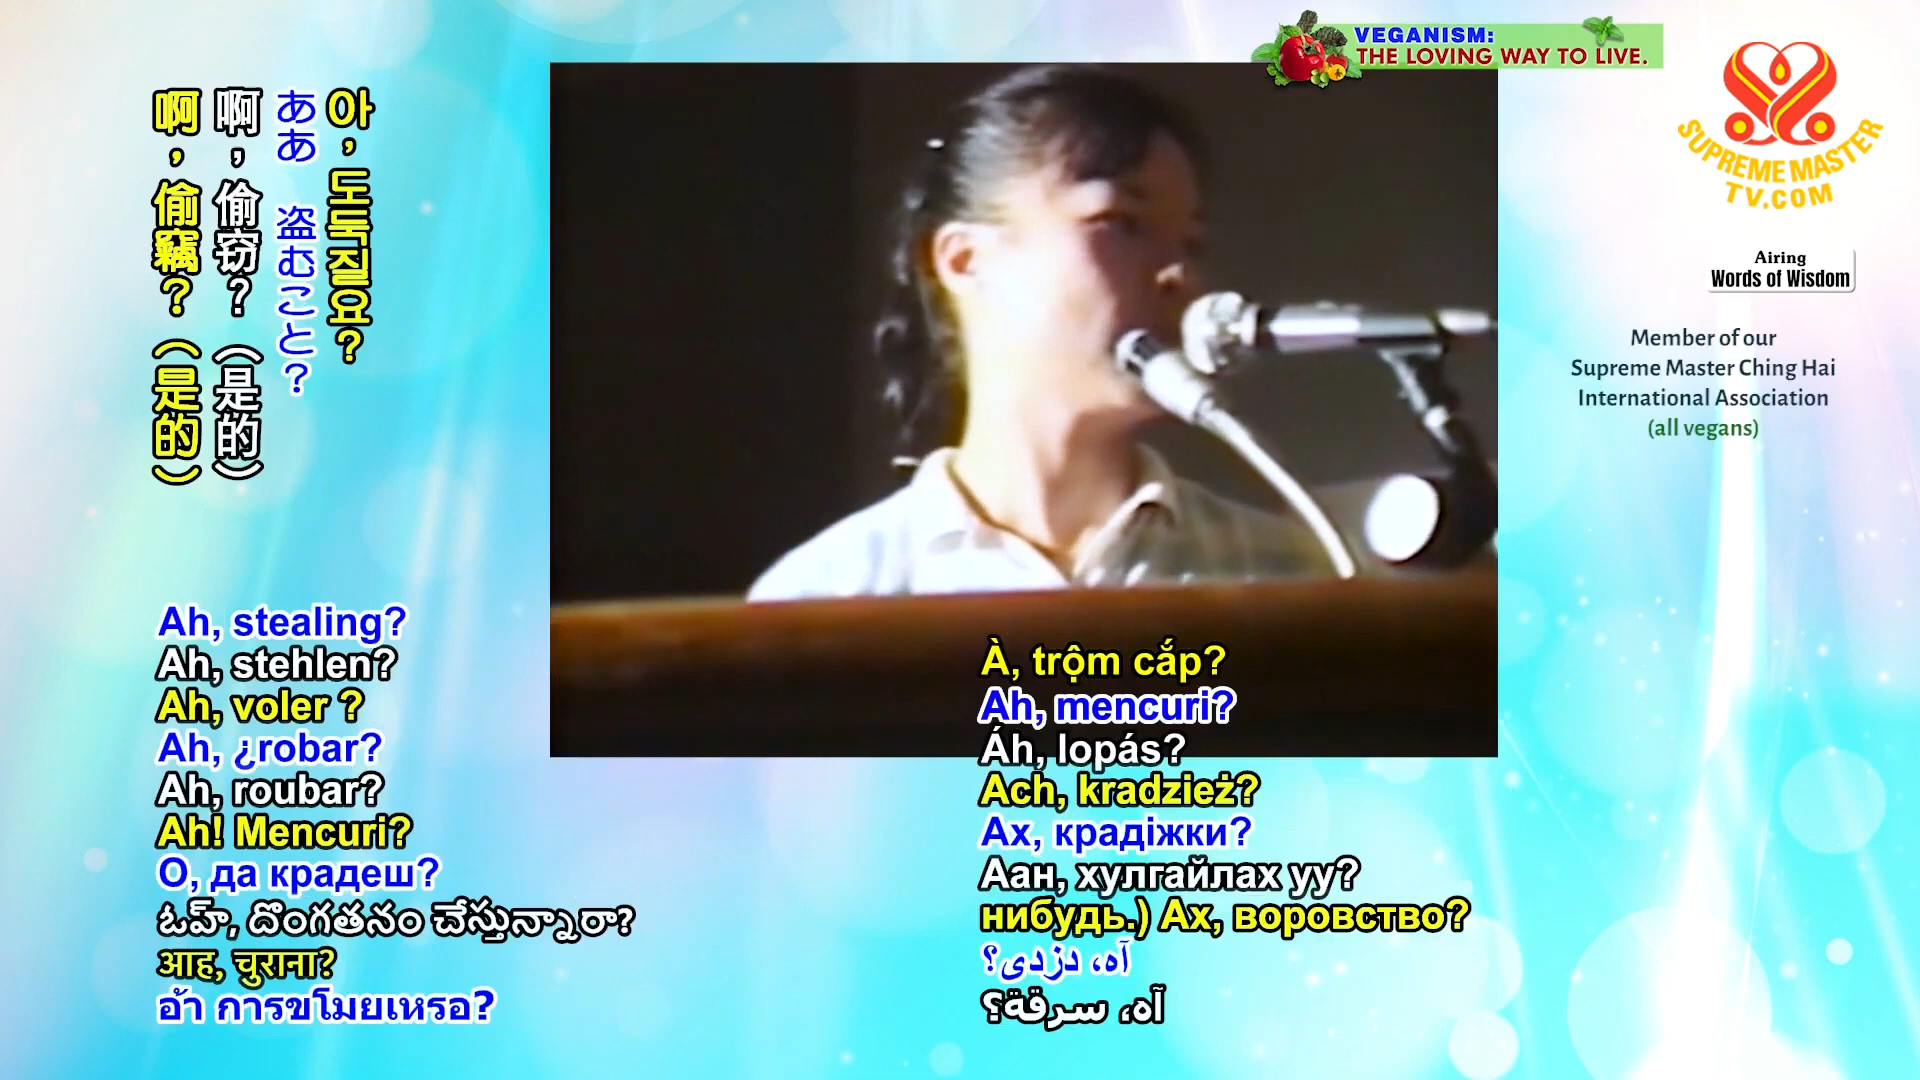 VEGANISM:
THE LOVING WAY TO LIVE.
SUPREME MASTER
TV.COM
Airing
Words of Wisdom
Member of our
Supreme Master Ching Hai
International Association
(all vegans)
아, 도둑질요?
ああ 盗むこと?
啊，偷窃？（是的）
啊，偷竊？（是的）
Ah, stealing?
Ah, stehlen?
Ah, voler ?
Ah, ¿robar?
Ah, roubar?
Ah! Mencuri?
О, да крадеш?
ఓహ్, దొంగతనం చేస్తున్నారా?
आह, चुराना?
อ้า การขโมยเหรอ?
À, trộm cắp?
Ah, mencuri?
Áh, lopás?
Ach, kradzież?
Ах, крадіжки?
Аан, хулгайлах уу?
нибудь.) Ах, воровство?
آه، دزدی؟
آه، سرقة؟